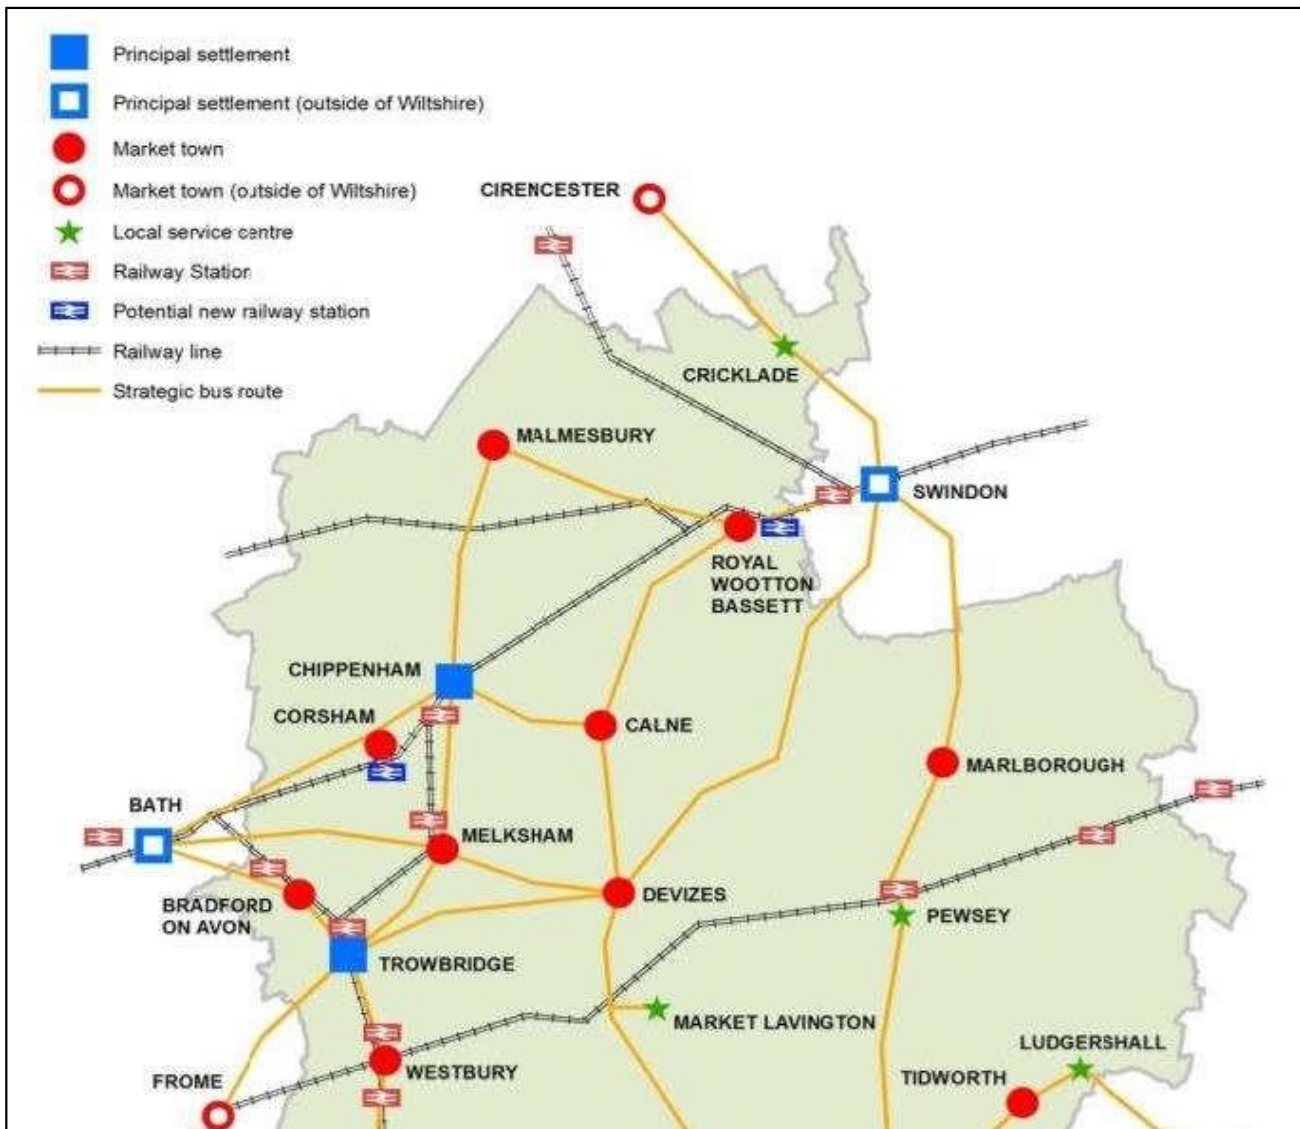 Principal settlement
Principal settlement (outside of Wiltshire)
Market town
Market town (outside of Wiltshire)
Local service centre
Railway Station
Potential new railway station
Railway line
Strategic bus route
CIRENCESTER
CRICKLADE
MALMESBURY
SWINDON
ROYAL
WOOTTON
BASSETT
CHIPPENHAM
CORSHAM
CALNE
MARLBOROUGH
BATH
MELKSHAM
DEVIZES
BRADFORD
ON AVON
PEWSEY
TROWBRIDGE
MARKET LAVINGTON
LUDGERSHALL
WESTBURY
TIDWORTH
FROME